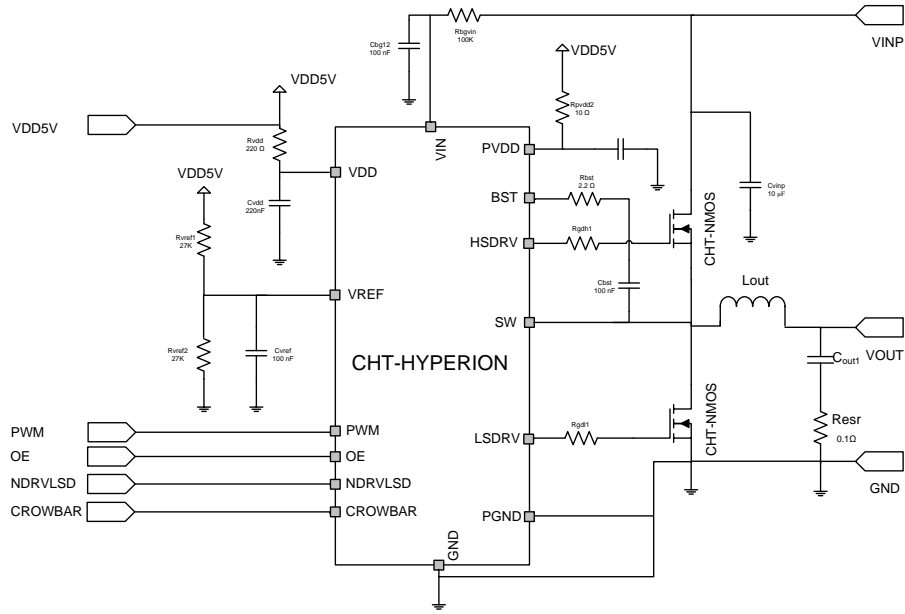 Cbg12
100 nF
Rbgvin
100K
VINP
VDD5V
VDD5V
VDD5V
Rvdd
220 Ω
Rpvdd2
10 Ω
VIN
PVDD
VDD
VDD5V
Cvdd
220nF
Rbst
2.2 Ω
BST
Cvinp
10 µF
CHT-NMOS
Rvref1
27K
HSDRV
Rgdh1
Cbst
100 nF
Lout
VREF
SW
VOUT
Rvref2
27K
Cvref
100 nF
CHT-HYPERION
Cout1
CHT-NMOS
PWM
PWM
LSDRV
Rgdl1
Resr
0.1Ω
OE
OE
NDRVLSD
NDRVLSD
GND
CROWBAR
CROWBAR
PGND
GND